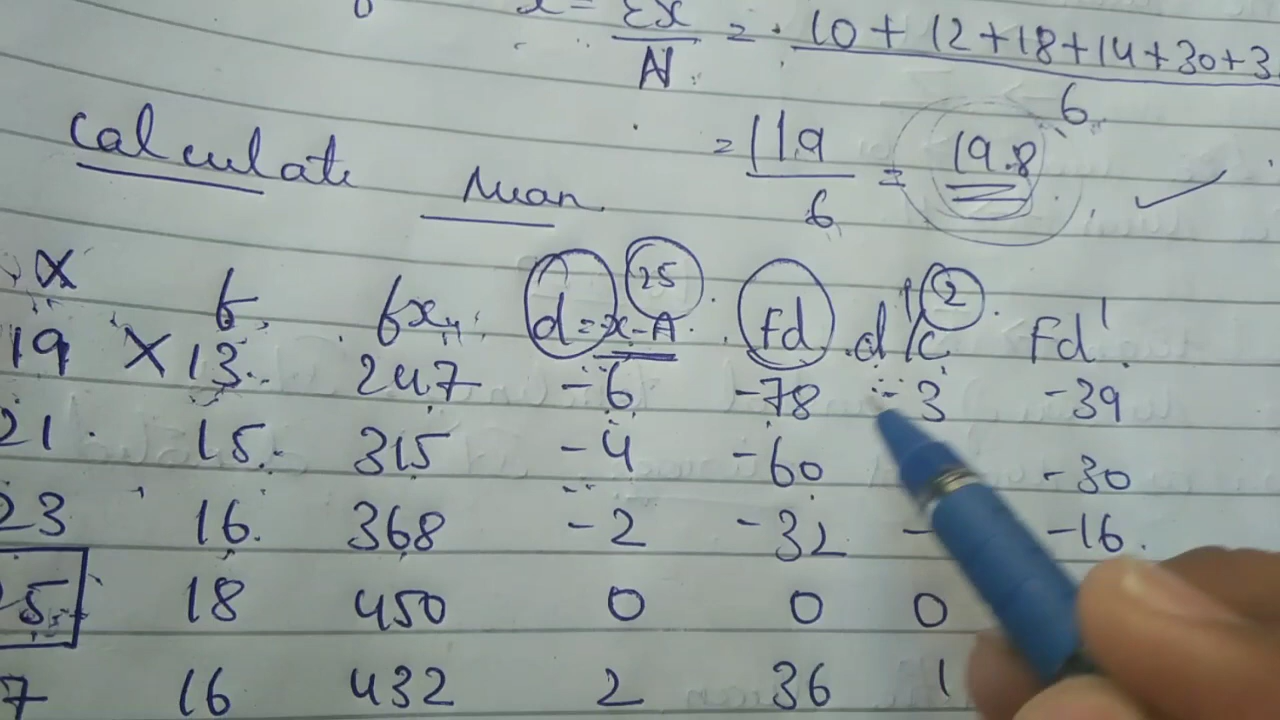 x = Σx/N = 10 + 12 + 18 + 14 + 30 + 3
6
= 119/6 = 19.8
Calculate Mean
x f fx d = x - A 25 Fd d'/c 2 Fd'
19 × 13 247 -6 -78 -3 -39
21 15 315 -4 -60 -30
23 16 368 -2 -32 - -16
5 18 450 0 0 0
7 16 432 2 36 1